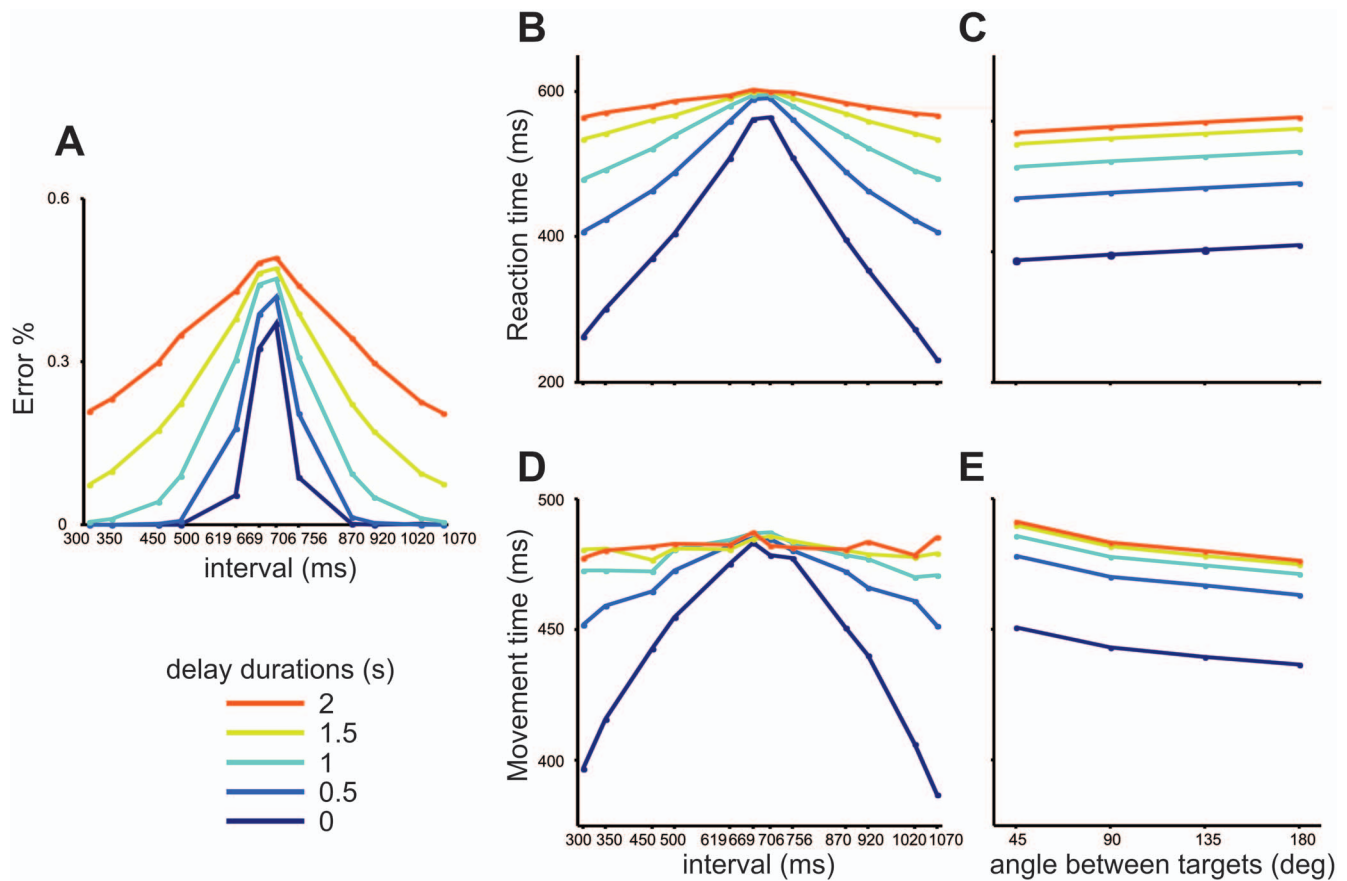 A
0.6
0.3
0
Error %
300 350 450 500 619 669 706 756 870 920 1020 1070
interval (ms)
delay durations (s)
2
1.5
1
0.5
0
B
600
400
200
Reaction time (ms)
C
D
500
450
400
Movement time (ms)
300 350 450 500 619 669 706 756 870 920 1020 1070
interval (ms)
E
45 90 135 180
angle between targets (deg)